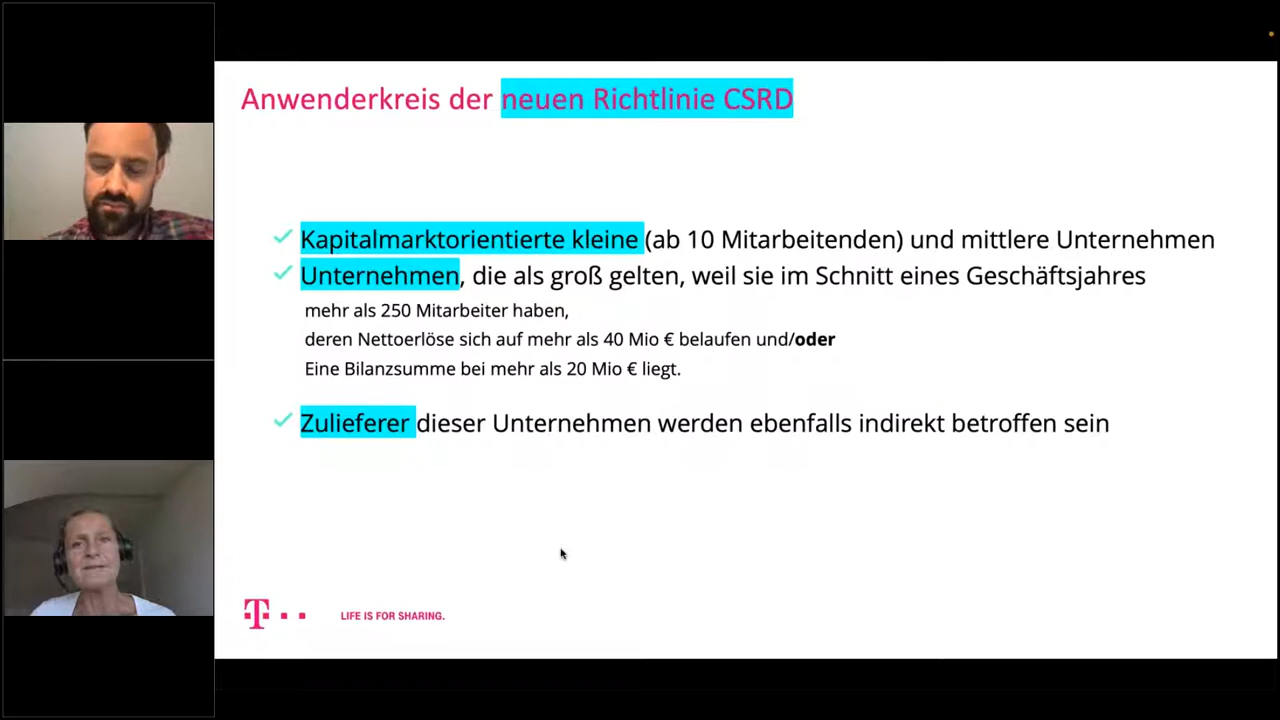 Anwenderkreis der neuen Richtlinie CSRD
Kapitalmarktorientierte kleine (ab 10 Mitarbeitenden) und mittlere Unternehmen
Unternehmen, die als groß gelten, weil sie im Schnitt eines Geschäftsjahres
mehr als 250 Mitarbeiter haben,
deren Nettoerlöse sich auf mehr als 40 Mio € belaufen und/oder
Eine Bilanzsumme bei mehr als 20 Mio € liegt.
Zulieferer dieser Unternehmen werden ebenfalls indirekt betroffen sein
T
LIFE IS FOR SHARING.